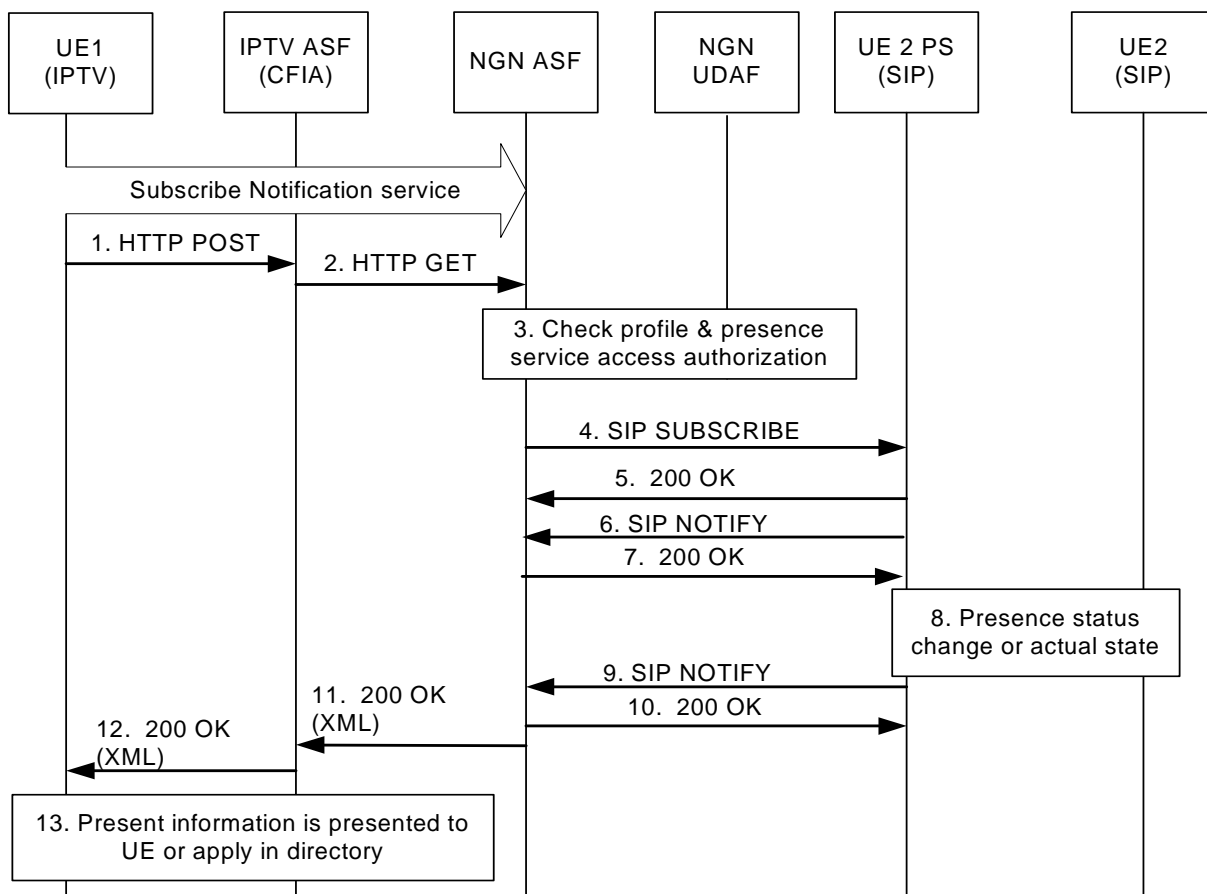 UE1
(IPTV)
IPTV ASF
(CFIA)
NGN ASF
NGN
UDAF
UE 2 PS
(SIP)
UE2
(SIP)
Subscribe Notification service
1. HTTP POST
2. HTTP GET
3. Check profile & presence
service access authorization
4. SIP SUBSCRIBE
5. 200 OK
6. SIP NOTIFY
7. 200 OK
8. Presence status
change or actual state
9. SIP NOTIFY
10. 200 OK
11. 200 OK
(XML)
12. 200 OK
(XML)
13. Present information is presented to
UE or apply in directory